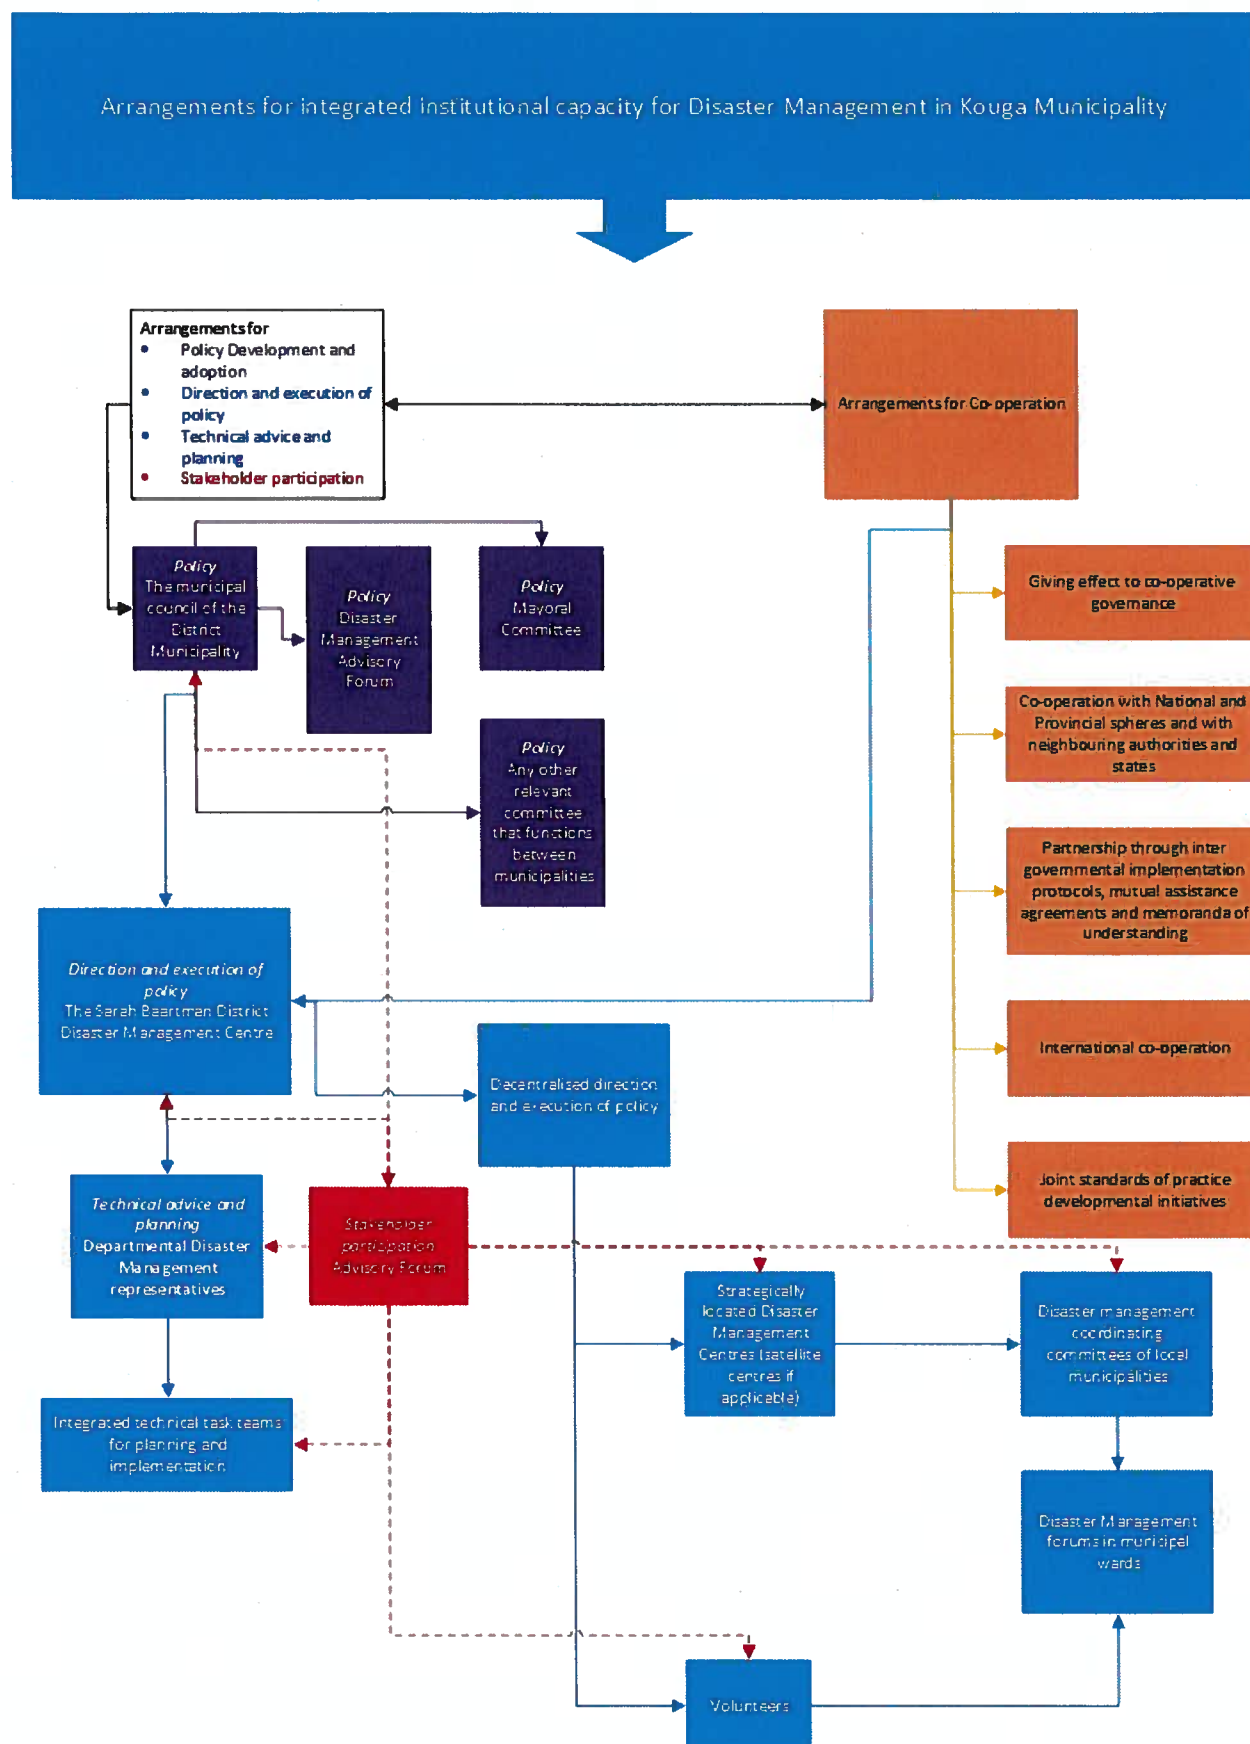 Arrangements for integrated institutional capacity for Disaster Management in Kouga Municipality
Arrangements for
• Policy Development and
adoption
• Direction and execution of
policy
• Technical advice and
planning
• Stakeholder participation
Arrangements for Co-operation
Policy
The municipal
council of the
District
Municipality
Policy
Disaster
Management
Advisory
Forum
Policy
Mayoral
Committee
Giving effect to co-operative
governance
Co-operation with National and
Provincial spheres and with
neighbouring authorities and
states
Policy
Any other
relevant
committee
that functions
between
municipalities
Partnership through inter
governmental implementation
protocols, mutual assistance
agreements and memoranda of
understanding
Direction and execution of
policy
The Sarah Baartman District
Disaster Management Centre
International co-operation
Decentralised direction
and execution of policy
Joint standards of practice
developmental initiatives
Technical advice and
planning
Departmental Disaster
Management
representatives
Stakeholder
participation
Advisory Forum
Strategically
located Disaster
Management
Centres (satellite
centres if
applicable)
Disaster management
coordinating
committees of local
municipalities
Integrated technical task teams
for planning and
implementation
Disaster Management
forums in municipal
wards
Volunteers